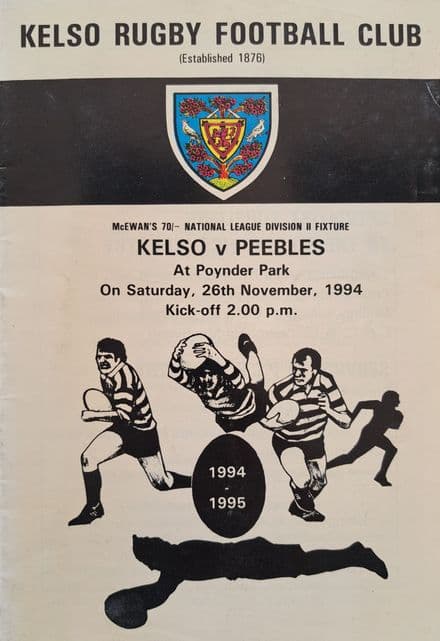 KELSO RUGBY FOOTBALL CLUB
(Established 1876)
McEWAN'S 70/- NATIONAL LEAGUE DIVISION II FIXTURE
KELSO v PEEBLES
At Poynder Park
On Saturday, 26th November, 1994
Kick-off 2.00 p.m.
1994
-
1995